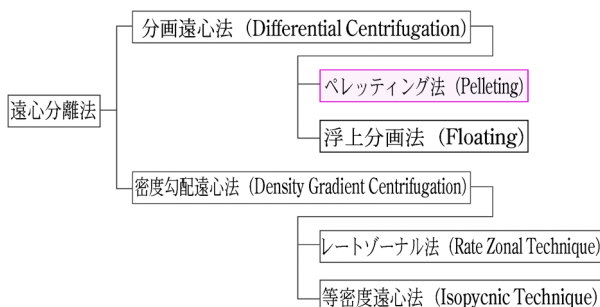 分画遠心法（Differential Centrifugation）
ペレッティング法（Pelleting）
遠心分離法
浮上分画法（Floating）
密度勾配遠心法（Density Gradient Centrifugation）
レートゾーナル法（Rate Zonal Technique）
等密度遠心法（Isopycnic Technique）